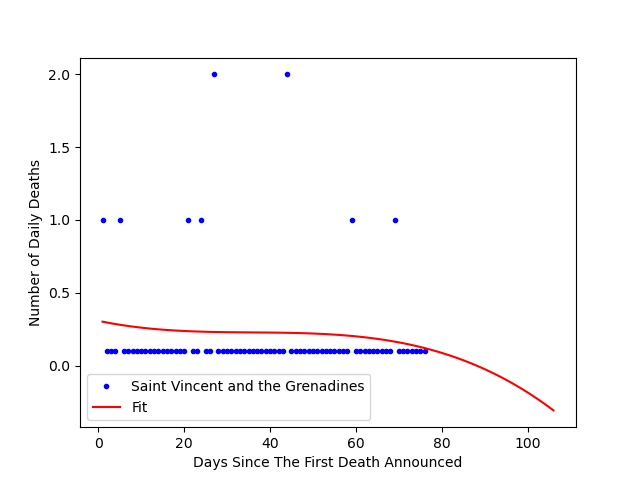 2.0
1.5
1.0
0.5
0.0
Number of Daily Deaths
Saint Vincent and the Grenadines
Fit
0 20 40 60 80 100
Days Since The First Death Announced